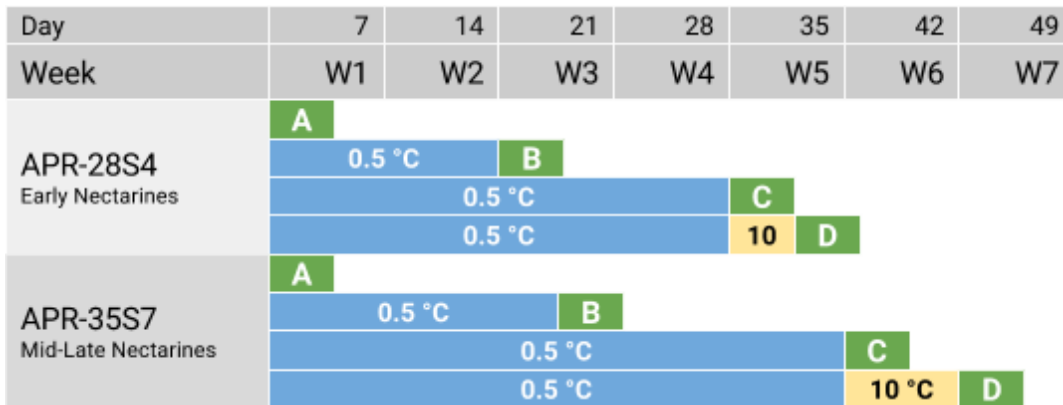 Day 7 14 21 28 35 42 49
Week W1 W2 W3 W4 W5 W6 W7
A
APR-28S4
Early Nectarines
0.5 °C B
0.5 °C C
0.5 °C 10 D
A
APR-35S7
Mid-Late Nectarines
0.5 °C B
0.5 °C C
0.5 °C 10 °C D